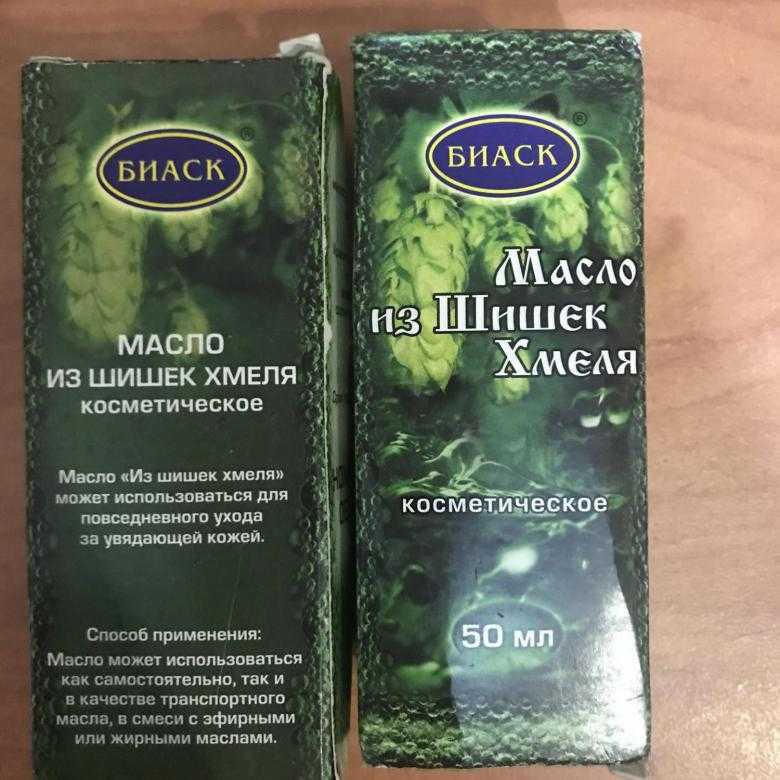 БИАСК®
МАСЛО
ИЗ ШИШЕК ХМЕЛЯ
косметическое
Масло «Из шишек хмеля»
может использоваться для
повседневного ухода
за увядающей кожей.
Способ применения:
Масло может использоваться
как самостоятельно, так и
в качестве транспортного
масла, в смеси с эфирными
или жирными маслами.
БИАСК®
Масло
из Шишек
Хмеля
косметическое
50 мл